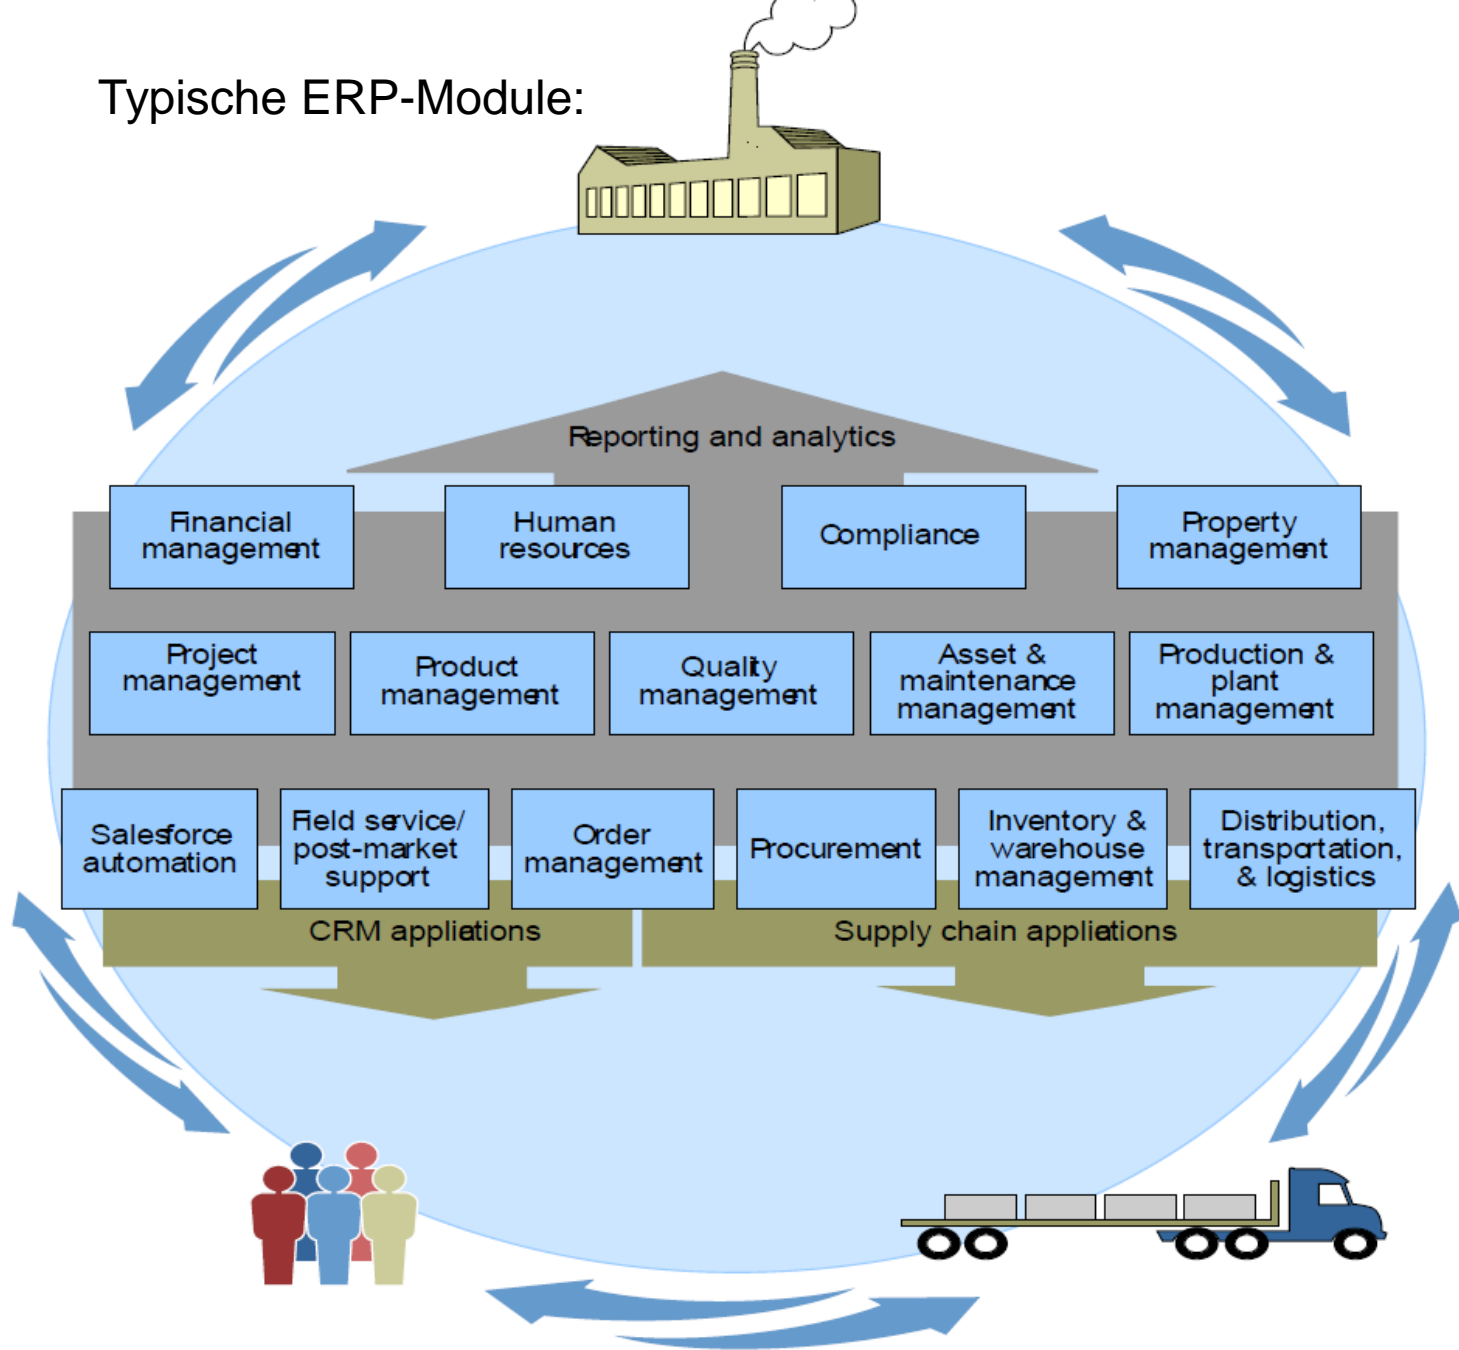 Typische ERP-Module:
Reporting and analytics
Financial
management
Human
resources
Compliance
Property
management
Project
management
Product
management
Quality
management
Asset &
maintenance
management
Production &
plant
management
Salesforce
automation
Field service/
post-market
support
Order
management
Procurement
Inventory &
warehouse
management
Distribution,
transportation,
& logistics
CRM applications
Supply chain applications